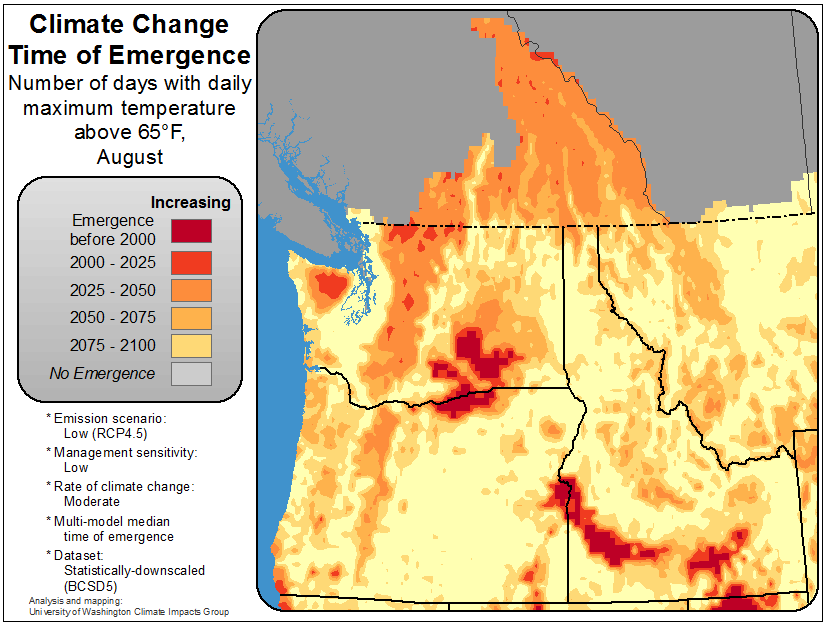 Climate Change
Time of Emergence
Number of days with daily
maximum temperature
above 65°F,
August
Increasing
Emergence
before 2000
2000 - 2025
2025 - 2050
2050 - 2075
2075 - 2100
No Emergence
* Emission scenario:
Low (RCP4.5)
* Management sensitivity:
Low
* Rate of climate change:
Moderate
* Multi-model median
time of emergence
* Dataset:
Statistically-downscaled
(BCSD5)
Analysis and mapping:
University of Washington Climate Impacts Group